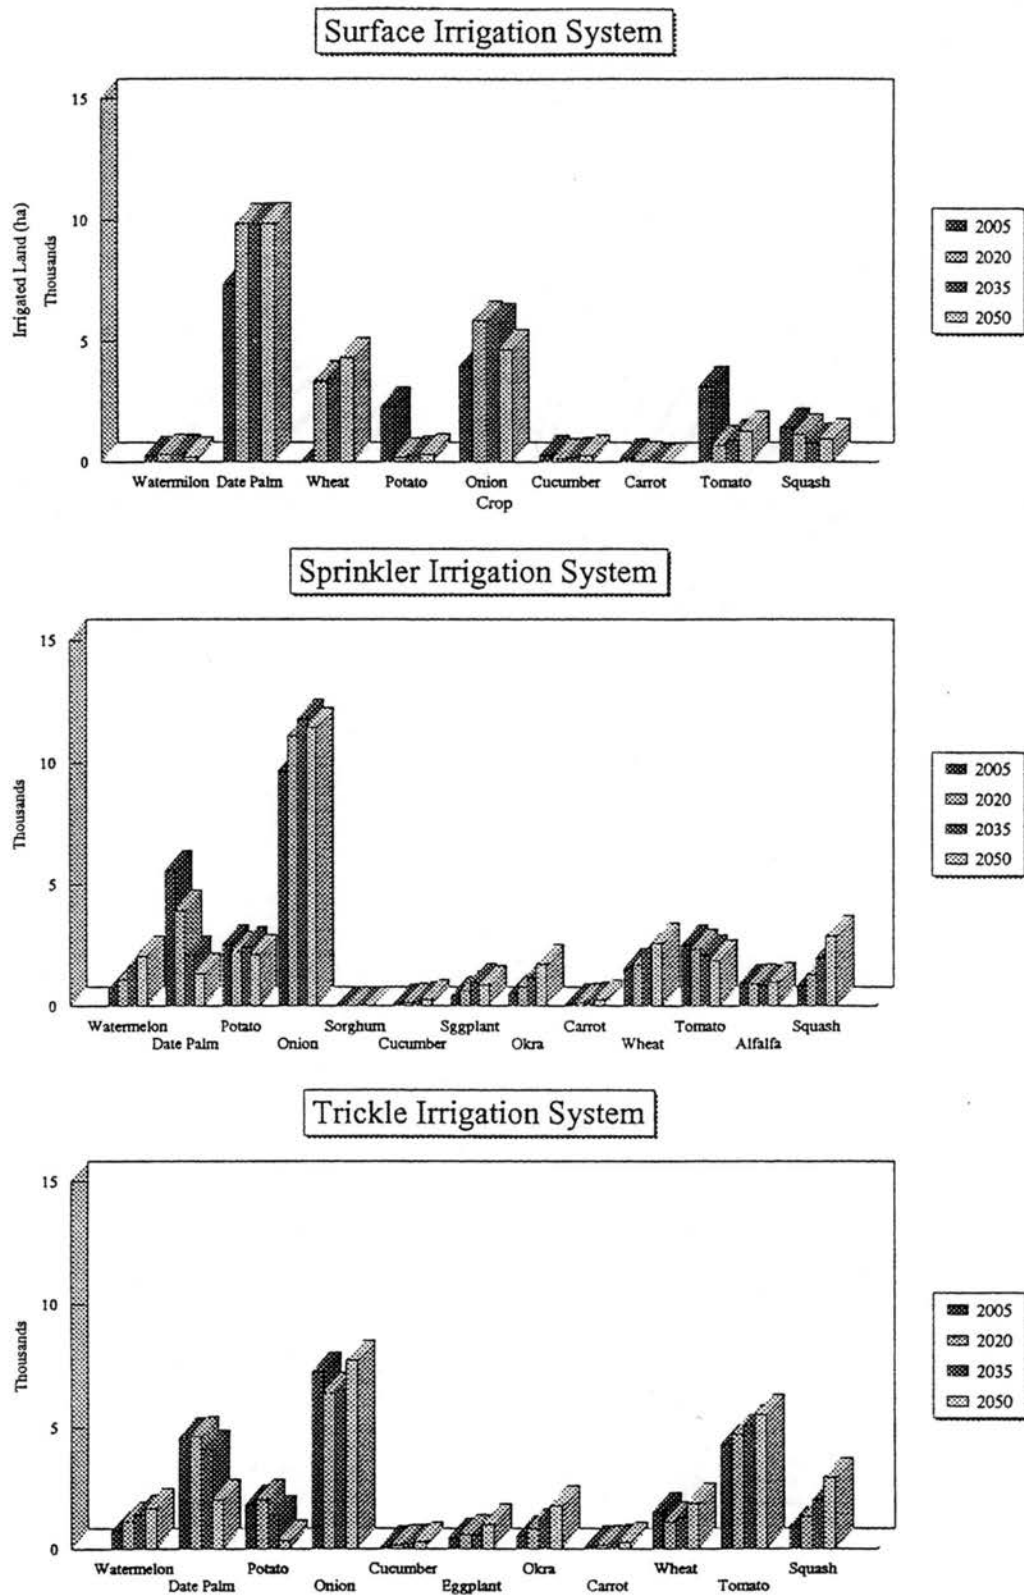 Surface Irrigation System
15
10
5
0
Irrigated Land (ha)
Thousands
Watermilon Date Palm Wheat Potato Onion Cucumber Carrot Tomato Squash
Crop
2005
2020
2035
2050
Sprinkler Irrigation System
15
10
5
0
Thousands
Watermelon Potato Sorghum Sggplant Carrot Tomato Squash
Date Palm Onion Cucumber Okra Wheat Alfalfa
2005
2020
2035
2050
Trickle Irrigation System
15
10
5
0
Thousands
Watermelon Potato Cucumber Okra Wheat Squash
Date Palm Onion Eggplant Carrot Tomato
2005
2020
2035
2050